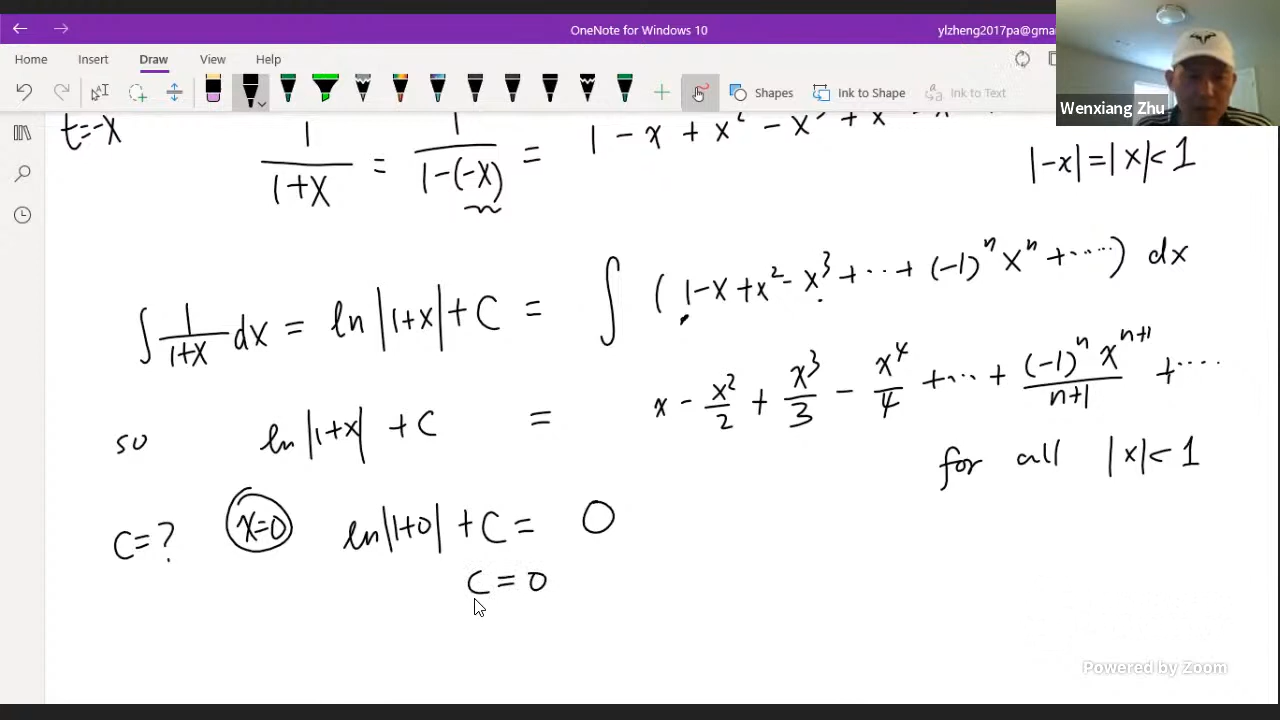 OneNote for Windows 10
ylzheng2017pa@gma
Home Insert Draw View Help
Shapes Ink to Shape Ink to Text
Wenxiang Zhu
t=-x
1/(1+x) = 1/(1-(-x)) = 1 - x + x² - x³ + x
|-x| = |x| < 1
∫ 1/(1+x) dx = ln|1+x| + C = ∫ (1 - x + x² - x³ + ... + (-1)ⁿ xⁿ + .....) dx
so ln|1+x| + C = x - x²/2 + x³/3 - x⁴/4 + ... + (-1)ⁿ xⁿ⁺¹/(n+1) + ....
for all |x| < 1
C=? x=0 ln|1+0| + C = 0
C = 0
Powered by Zoom